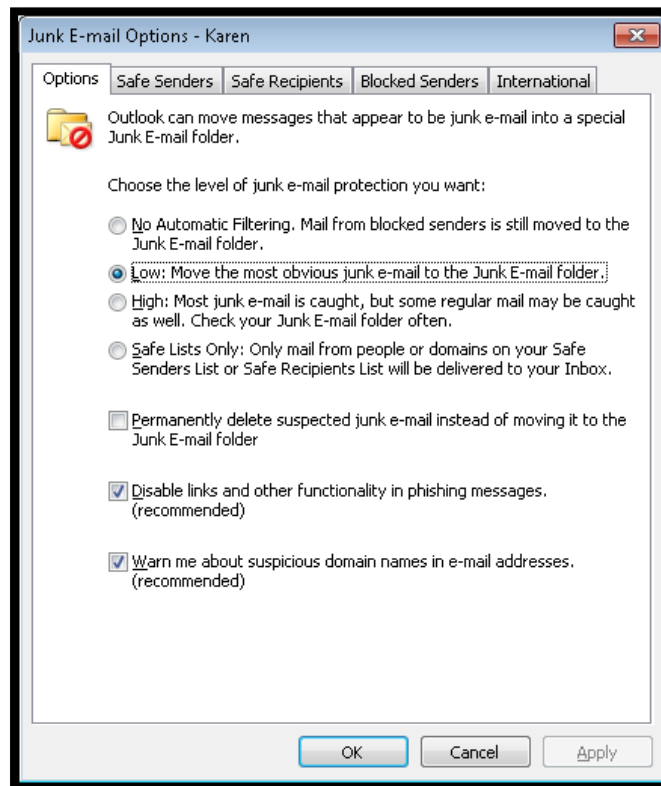 Junk E-mail Options - Karen
Options
Safe Senders
Safe Recipients
Blocked Senders
International
Outlook can move messages that appear to be junk e-mail into a special
Junk E-mail folder.
Choose the level of junk e-mail protection you want:
No Automatic Filtering. Mail from blocked senders is still moved to the
Junk E-mail folder.
Low: Move the most obvious junk e-mail to the Junk E-mail folder.
High: Most junk e-mail is caught, but some regular mail may be caught
as well. Check your Junk E-mail folder often.
Safe Lists Only: Only mail from people or domains on your Safe
Senders List or Safe Recipients List will be delivered to your Inbox.
Permanently delete suspected junk e-mail instead of moving it to the
Junk E-mail folder
Disable links and other functionality in phishing messages.
(recommended)
Warn me about suspicious domain names in e-mail addresses.
(recommended)
OK
Cancel
Apply